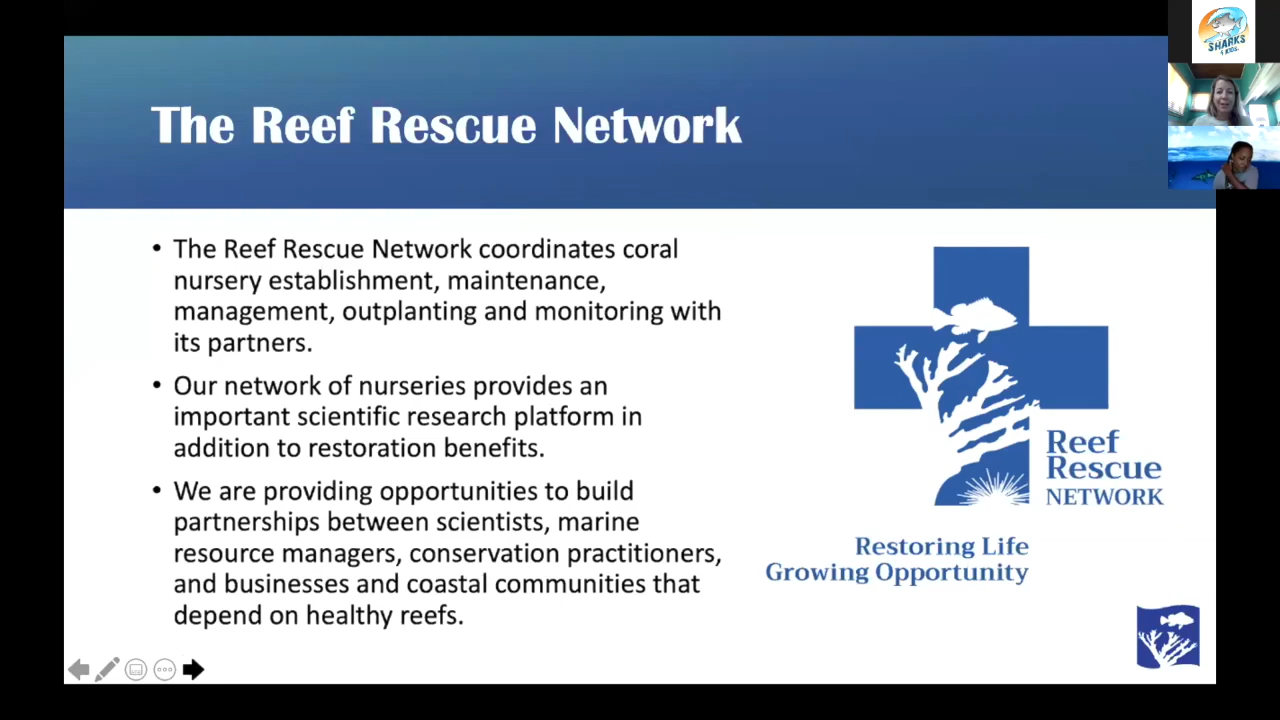 The Reef Rescue Network
• The Reef Rescue Network coordinates coral
nursery establishment, maintenance,
management, outplanting and monitoring with
its partners.
• Our network of nurseries provides an
important scientific research platform in
addition to restoration benefits.
• We are providing opportunities to build
partnerships between scientists, marine
resource managers, conservation practitioners,
and businesses and coastal communities that
depend on healthy reefs.
Reef
Rescue
NETWORK
Restoring Life
Growing Opportunity
SHARKS
4 KIDS